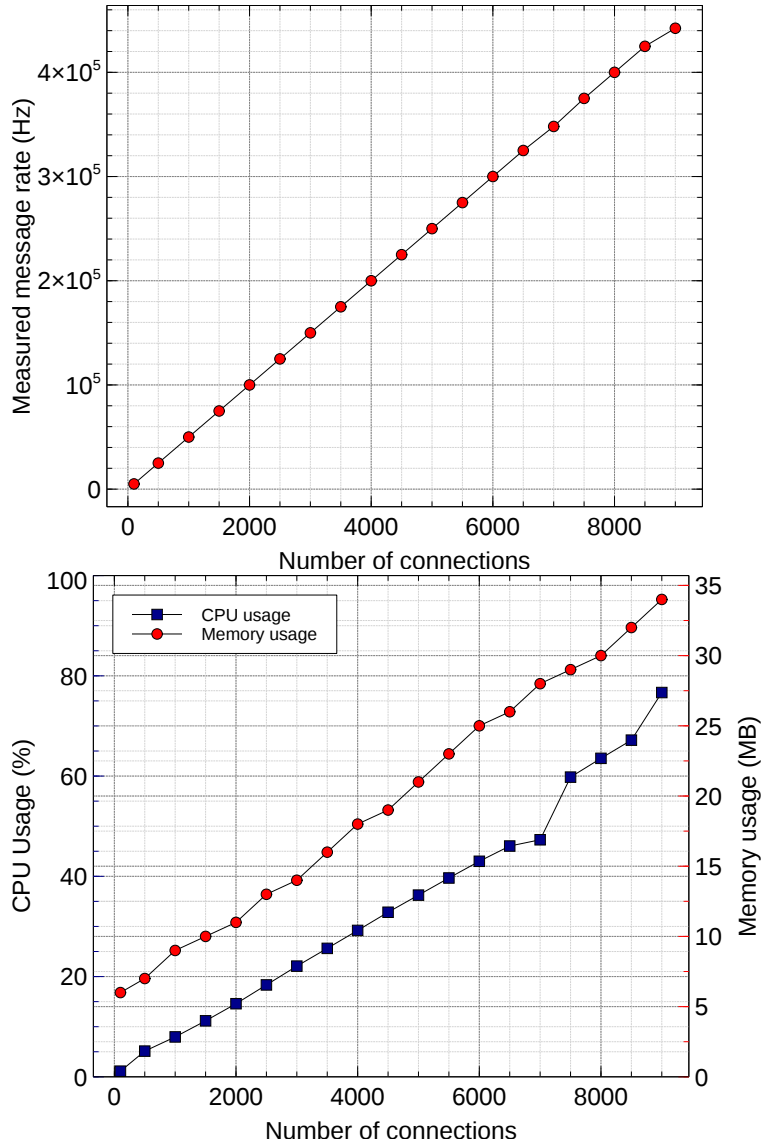 Measured message rate (Hz)
4×10⁵
3×10⁵
2×10⁵
10⁵
0
0 2000 4000 6000 8000
Number of connections
CPU Usage (%)
100
80
60
40
20
0
CPU usage
Memory usage
35
30
25
20
15
10
5
0
Memory usage (MB)
0 2000 4000 6000 8000
Number of connections